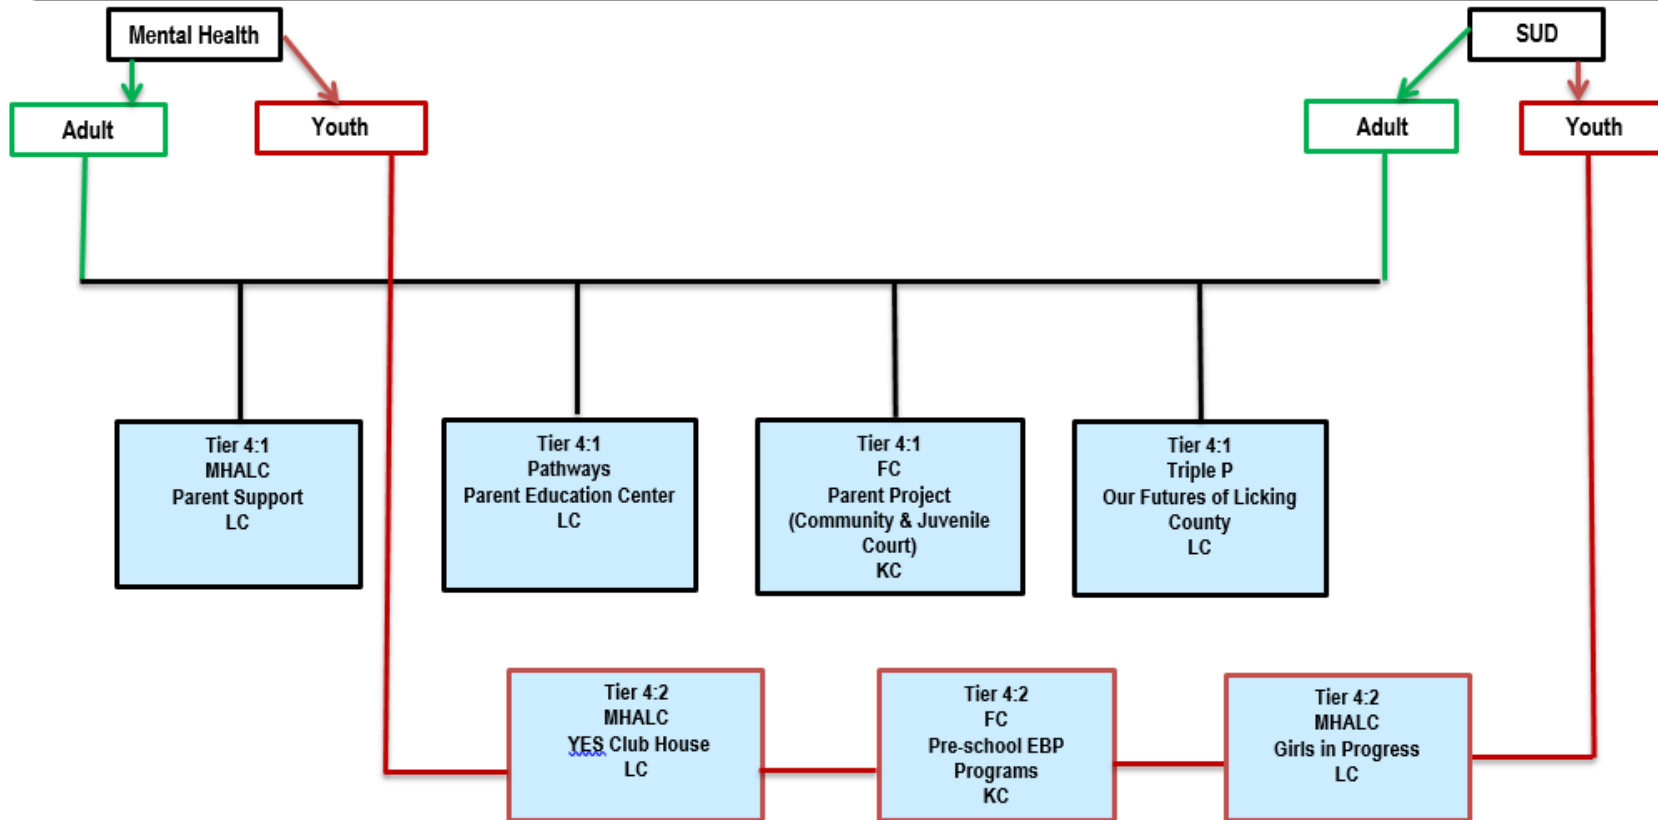 Mental Health
SUD
Adult
Youth
Adult
Youth
Tier 4:1
MHALC
Parent Support
LC
Tier 4:1
Pathways
Parent Education Center
LC
Tier 4:1
FC
Parent Project
(Community & Juvenile
Court)
KC
Tier 4:1
Triple P
Our Futures of Licking
County
LC
Tier 4:2
MHALC
YES Club House
LC
Tier 4:2
FC
Pre-school EBP
Programs
KC
Tier 4:2
MHALC
Girls in Progress
LC